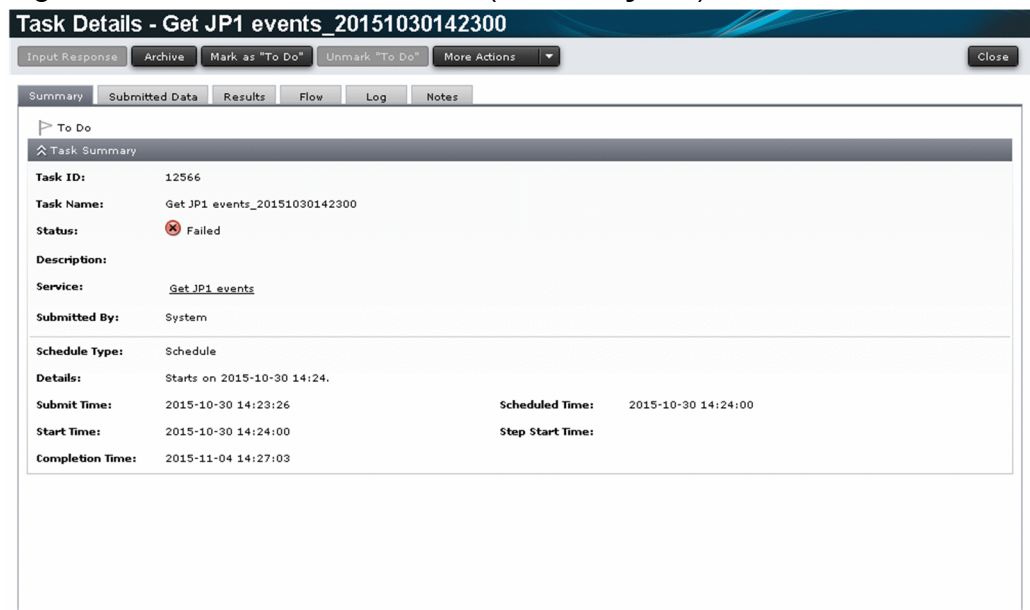 Task Details - Get JP1 events_20151030142300
Input Response Archive Mark as "To Do" Unmark "To Do" More Actions Close
Summary Submitted Data Results Flow Log Notes
To Do
Task Summary
Task ID: 12566
Task Name: Get JP1 events_20151030142300
Status: Failed
Description:
Service: Get JP1 events
Submitted By: System
Schedule Type: Schedule
Details: Starts on 2015-10-30 14:24.
Submit Time: 2015-10-30 14:23:26 Scheduled Time: 2015-10-30 14:24:00
Start Time: 2015-10-30 14:24:00 Step Start Time:
Completion Time: 2015-11-04 14:27:03